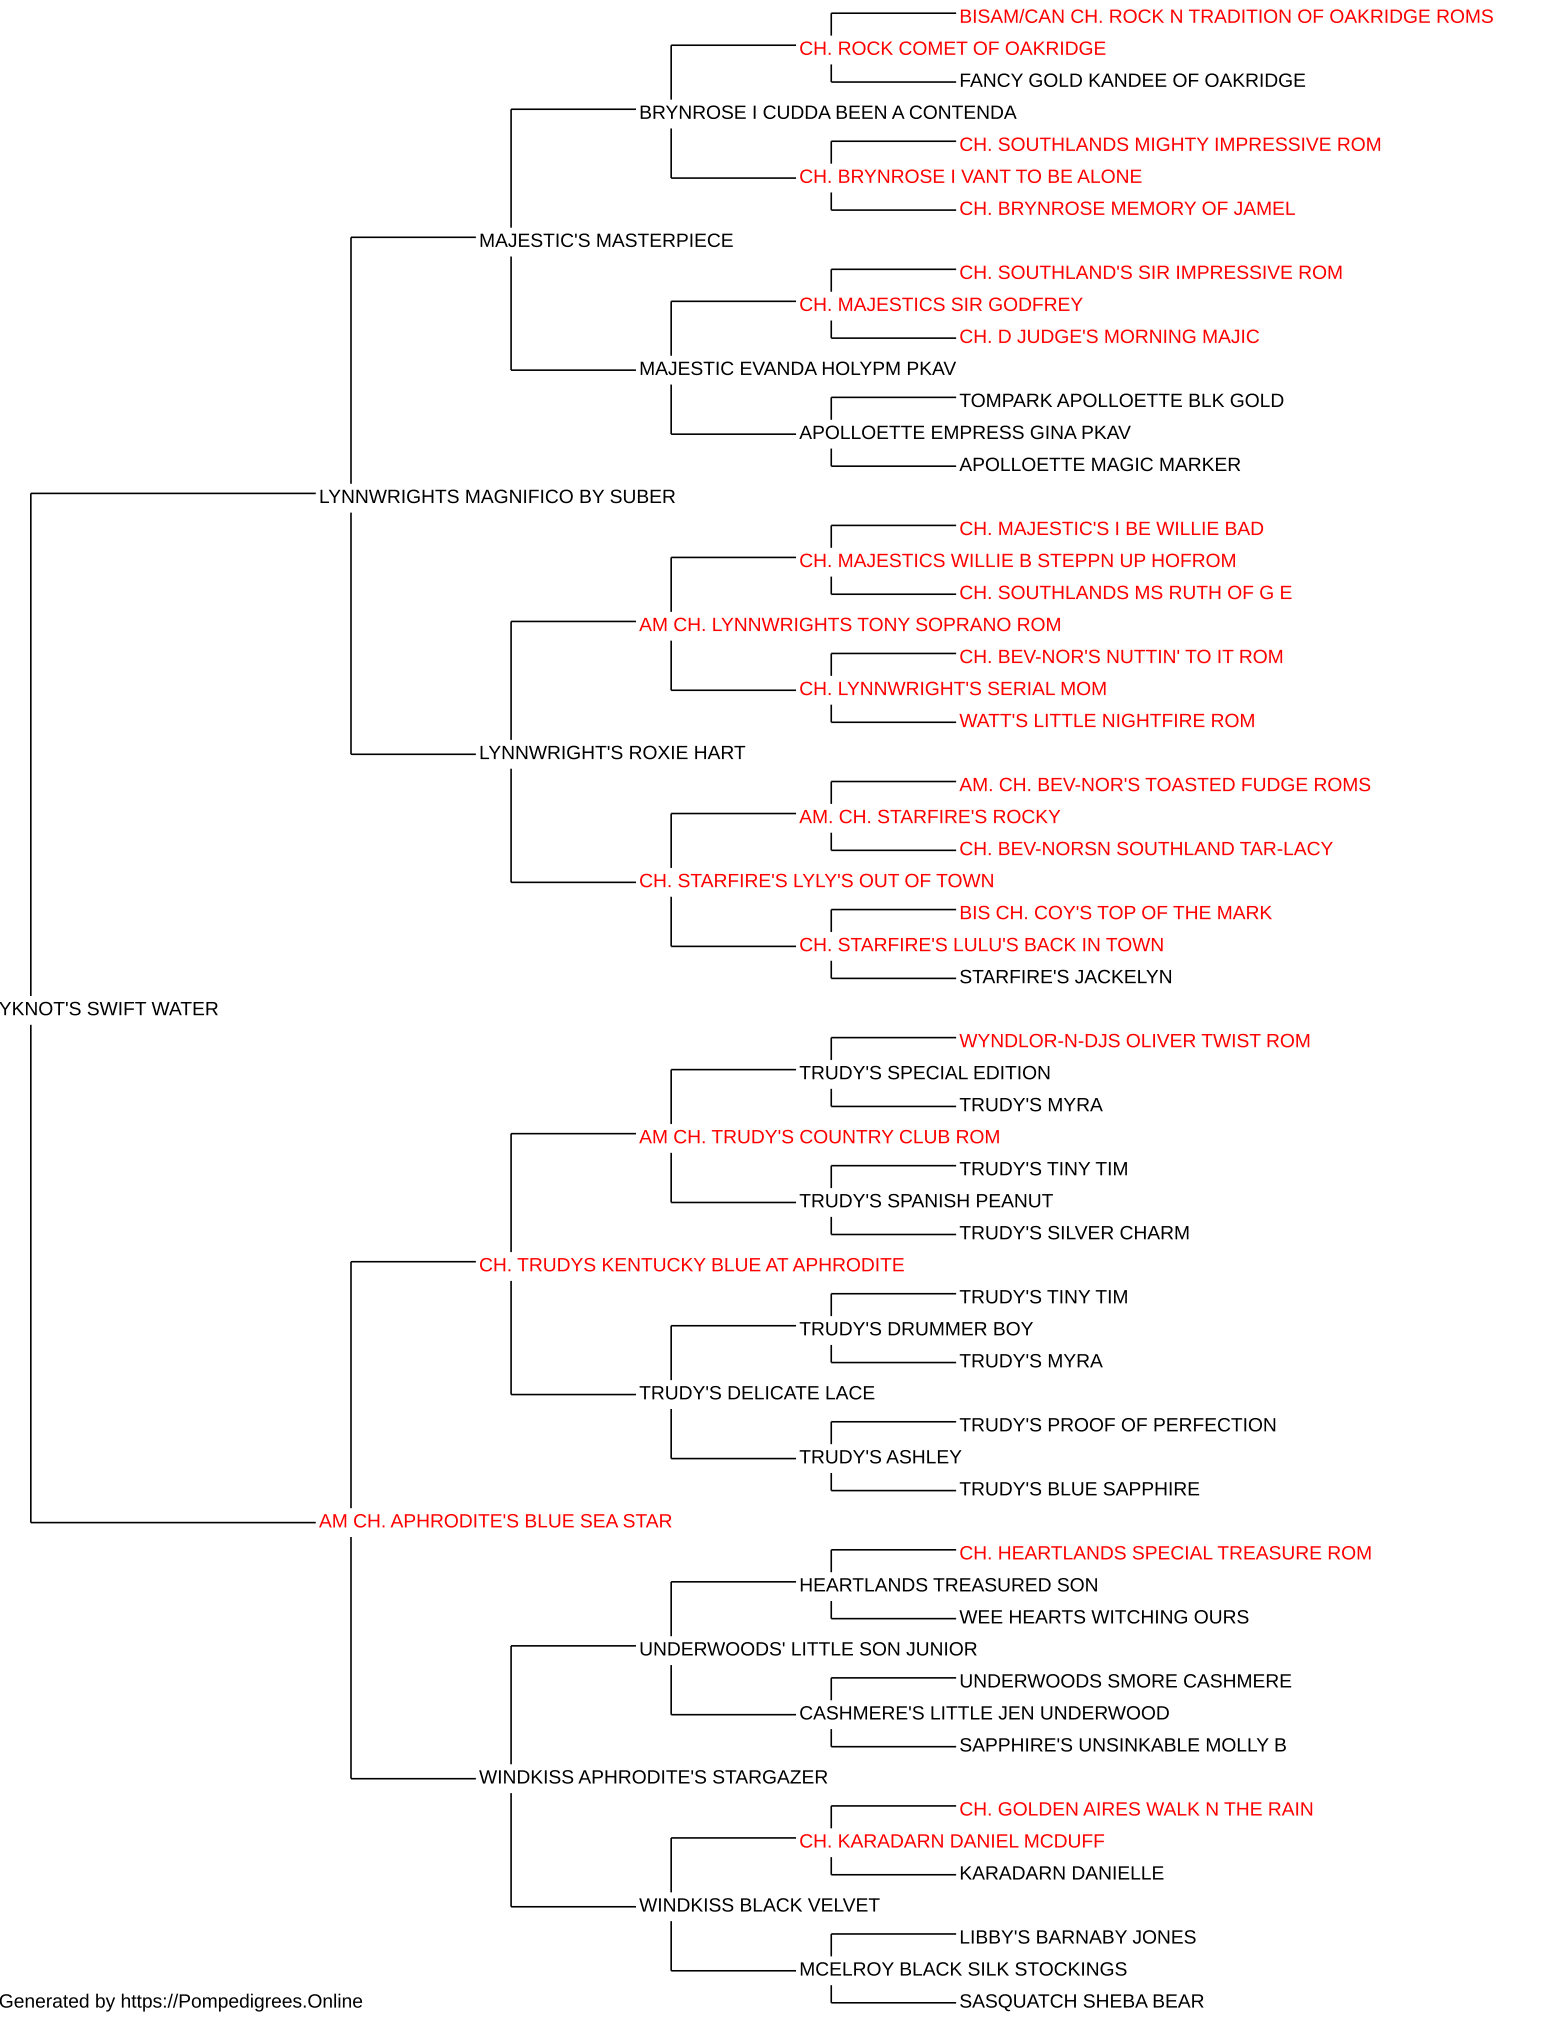 BISAM/CAN CH. ROCK N TRADITION OF OAKRIDGE ROMS
CH. ROCK COMET OF OAKRIDGE
FANCY GOLD KANDEE OF OAKRIDGE
BRYNROSE I CUDDA BEEN A CONTENDA
CH. SOUTHLANDS MIGHTY IMPRESSIVE ROM
CH. BRYNROSE I VANT TO BE ALONE
CH. BRYNROSE MEMORY OF JAMEL
MAJESTIC'S MASTERPIECE
CH. SOUTHLAND'S SIR IMPRESSIVE ROM
CH. MAJESTICS SIR GODFREY
CH. D JUDGE'S MORNING MAJIC
MAJESTIC EVANDA HOLYPM PKAV
TOMPARK APOLLOETTE BLK GOLD
APOLLOETTE EMPRESS GINA PKAV
APOLLOETTE MAGIC MARKER
LYNNWRIGHTS MAGNIFICO BY SUBER
CH. MAJESTIC'S I BE WILLIE BAD
CH. MAJESTICS WILLIE B STEPPN UP HOFROM
CH. SOUTHLANDS MS RUTH OF G E
AM CH. LYNNWRIGHTS TONY SOPRANO ROM
CH. BEV-NOR'S NUTTIN' TO IT ROM
CH. LYNNWRIGHT'S SERIAL MOM
WATT'S LITTLE NIGHTFIRE ROM
LYNNWRIGHT'S ROXIE HART
AM. CH. BEV-NOR'S TOASTED FUDGE ROMS
AM. CH. STARFIRE'S ROCKY
CH. BEV-NORSN SOUTHLAND TAR-LACY
CH. STARFIRE'S LYLY'S OUT OF TOWN
BIS CH. COY'S TOP OF THE MARK
CH. STARFIRE'S LULU'S BACK IN TOWN
STARFIRE'S JACKELYN
YKNOT'S SWIFT WATER
WYNDLOR-N-DJS OLIVER TWIST ROM
TRUDY'S SPECIAL EDITION
TRUDY'S MYRA
AM CH. TRUDY'S COUNTRY CLUB ROM
TRUDY'S TINY TIM
TRUDY'S SPANISH PEANUT
TRUDY'S SILVER CHARM
CH. TRUDYS KENTUCKY BLUE AT APHRODITE
TRUDY'S TINY TIM
TRUDY'S DRUMMER BOY
TRUDY'S MYRA
TRUDY'S DELICATE LACE
TRUDY'S PROOF OF PERFECTION
TRUDY'S ASHLEY
TRUDY'S BLUE SAPPHIRE
AM CH. APHRODITE'S BLUE SEA STAR
CH. HEARTLANDS SPECIAL TREASURE ROM
HEARTLANDS TREASURED SON
WEE HEARTS WITCHING OURS
UNDERWOODS' LITTLE SON JUNIOR
UNDERWOODS SMORE CASHMERE
CASHMERE'S LITTLE JEN UNDERWOOD
SAPPHIRE'S UNSINKABLE MOLLY B
WINDKISS APHRODITE'S STARGAZER
CH. GOLDEN AIRES WALK N THE RAIN
CH. KARADARN DANIEL MCDUFF
KARADARN DANIELLE
WINDKISS BLACK VELVET
LIBBY'S BARNABY JONES
MCELROY BLACK SILK STOCKINGS
SASQUATCH SHEBA BEAR
Generated by https://Pompedigrees.Online